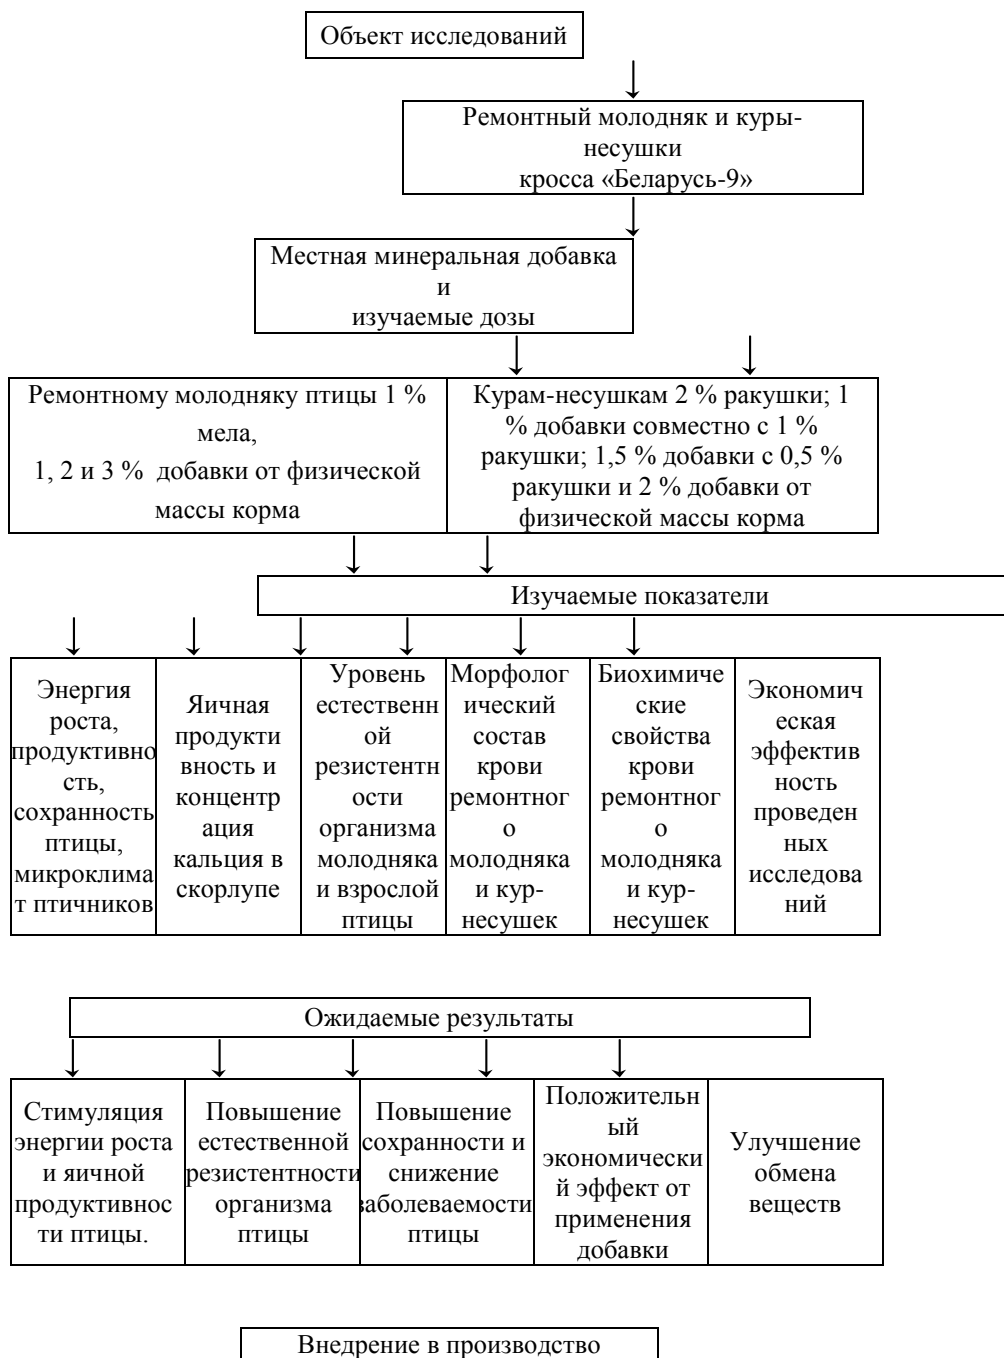 Объект исследований
Ремонтный молодняк и куры-
несушки
кросса «Беларусь-9»
Местная минеральная добавка
и
изучаемые дозы
Ремонтному молодняку птицы 1 %
мела,
1, 2 и 3 % добавки от физической
массы корма
Курам-несушкам 2 % ракушки; 1
% добавки совместно с 1 %
ракушки; 1,5 % добавки с 0,5 %
ракушки и 2 % добавки от
физической массы корма
Изучаемые показатели
Энергия
роста,
продуктивно
сть,
сохранность
птицы,
микроклима
т птичников
Яичная
продукти
вность и
концентр
ация
кальция в
скорлупе
Уровень
естественн
ой
резистентн
ости
организма
молодняка
и взрослой
птицы
Морфолог
ический
состав
крови
ремонтног
о
молодняка
и кур-
несушек
Биохимиче
ские
свойства
крови
ремонтног
о
молодняка
и кур-
несушек
Экономич
еская
эффектив
ность
проведен
ных
исследова
ний
Ожидаемые результаты
Стимуляция
энергии роста
и яичной
продуктивнос
ти птицы.
Повышение
естественной
резистентности
организма
птицы
Повышение
сохранности и
снижение
заболеваемости
птицы
Положительн
ый
экономически
й эффект от
применения
добавки
Улучшение
обмена
веществ
Внедрение в производство